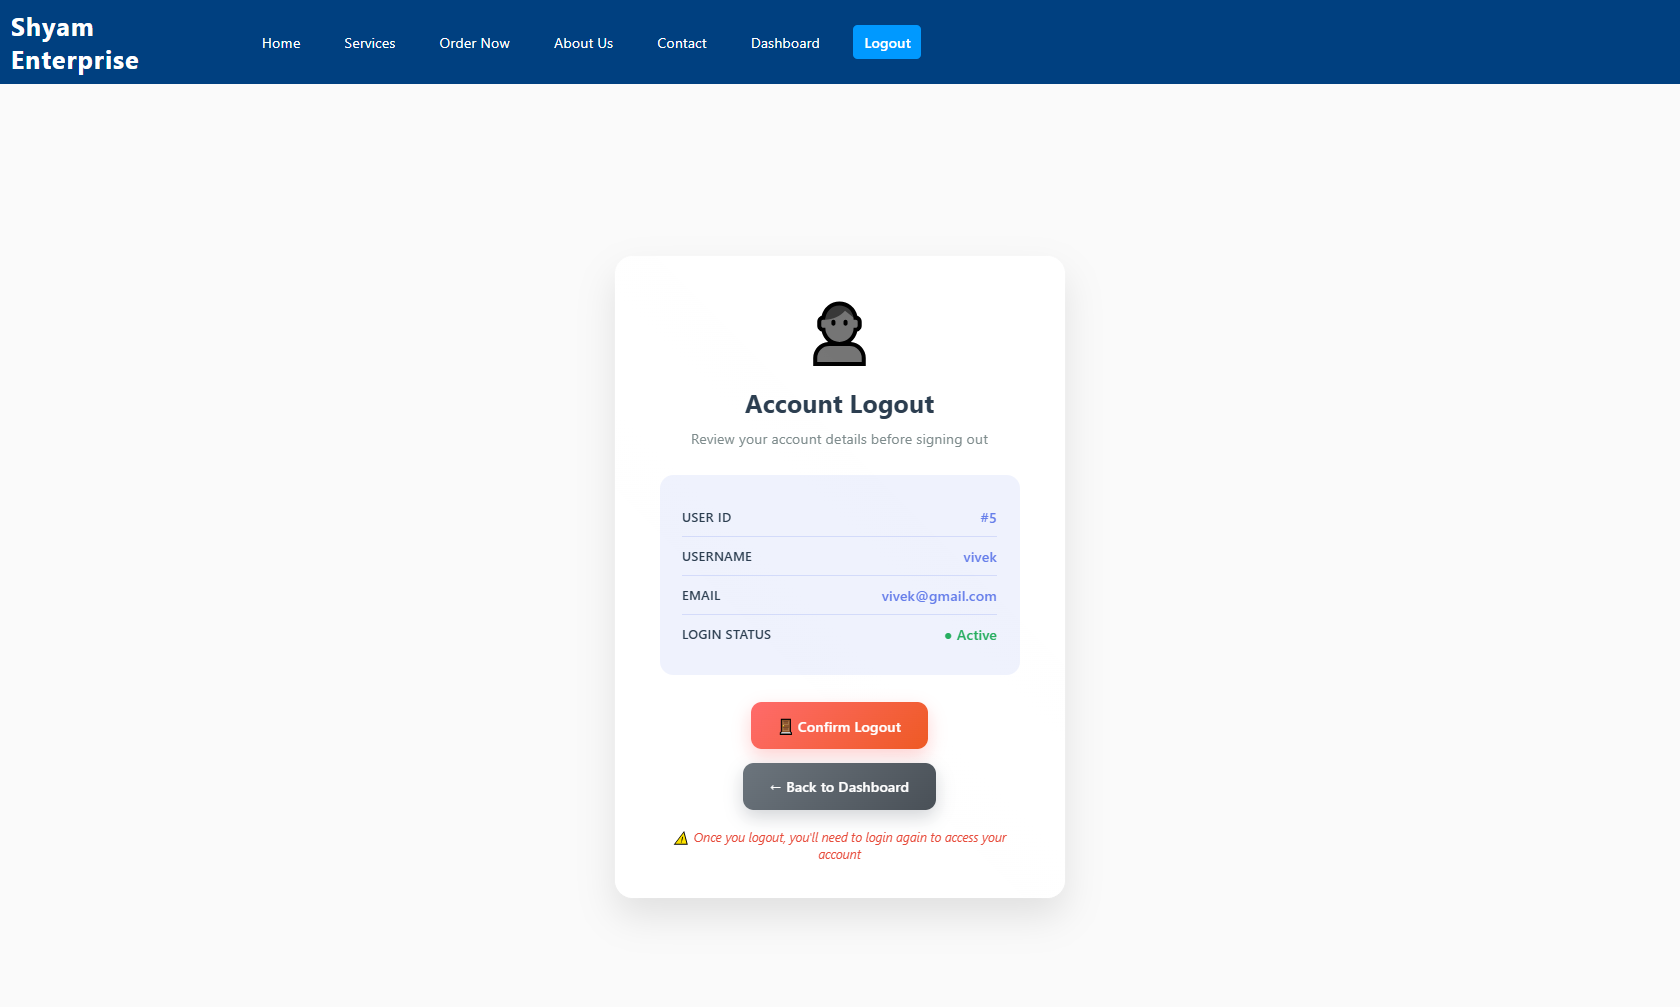 Shyam
Enterprise
Home Services Order Now About Us Contact Dashboard Logout
Account Logout
Review your account details before signing out
USER ID #5
USERNAME vivek
EMAIL vivek@gmail.com
LOGIN STATUS ● Active
🚪 Confirm Logout
← Back to Dashboard
⚠️ Once you logout, you'll need to login again to access your
account